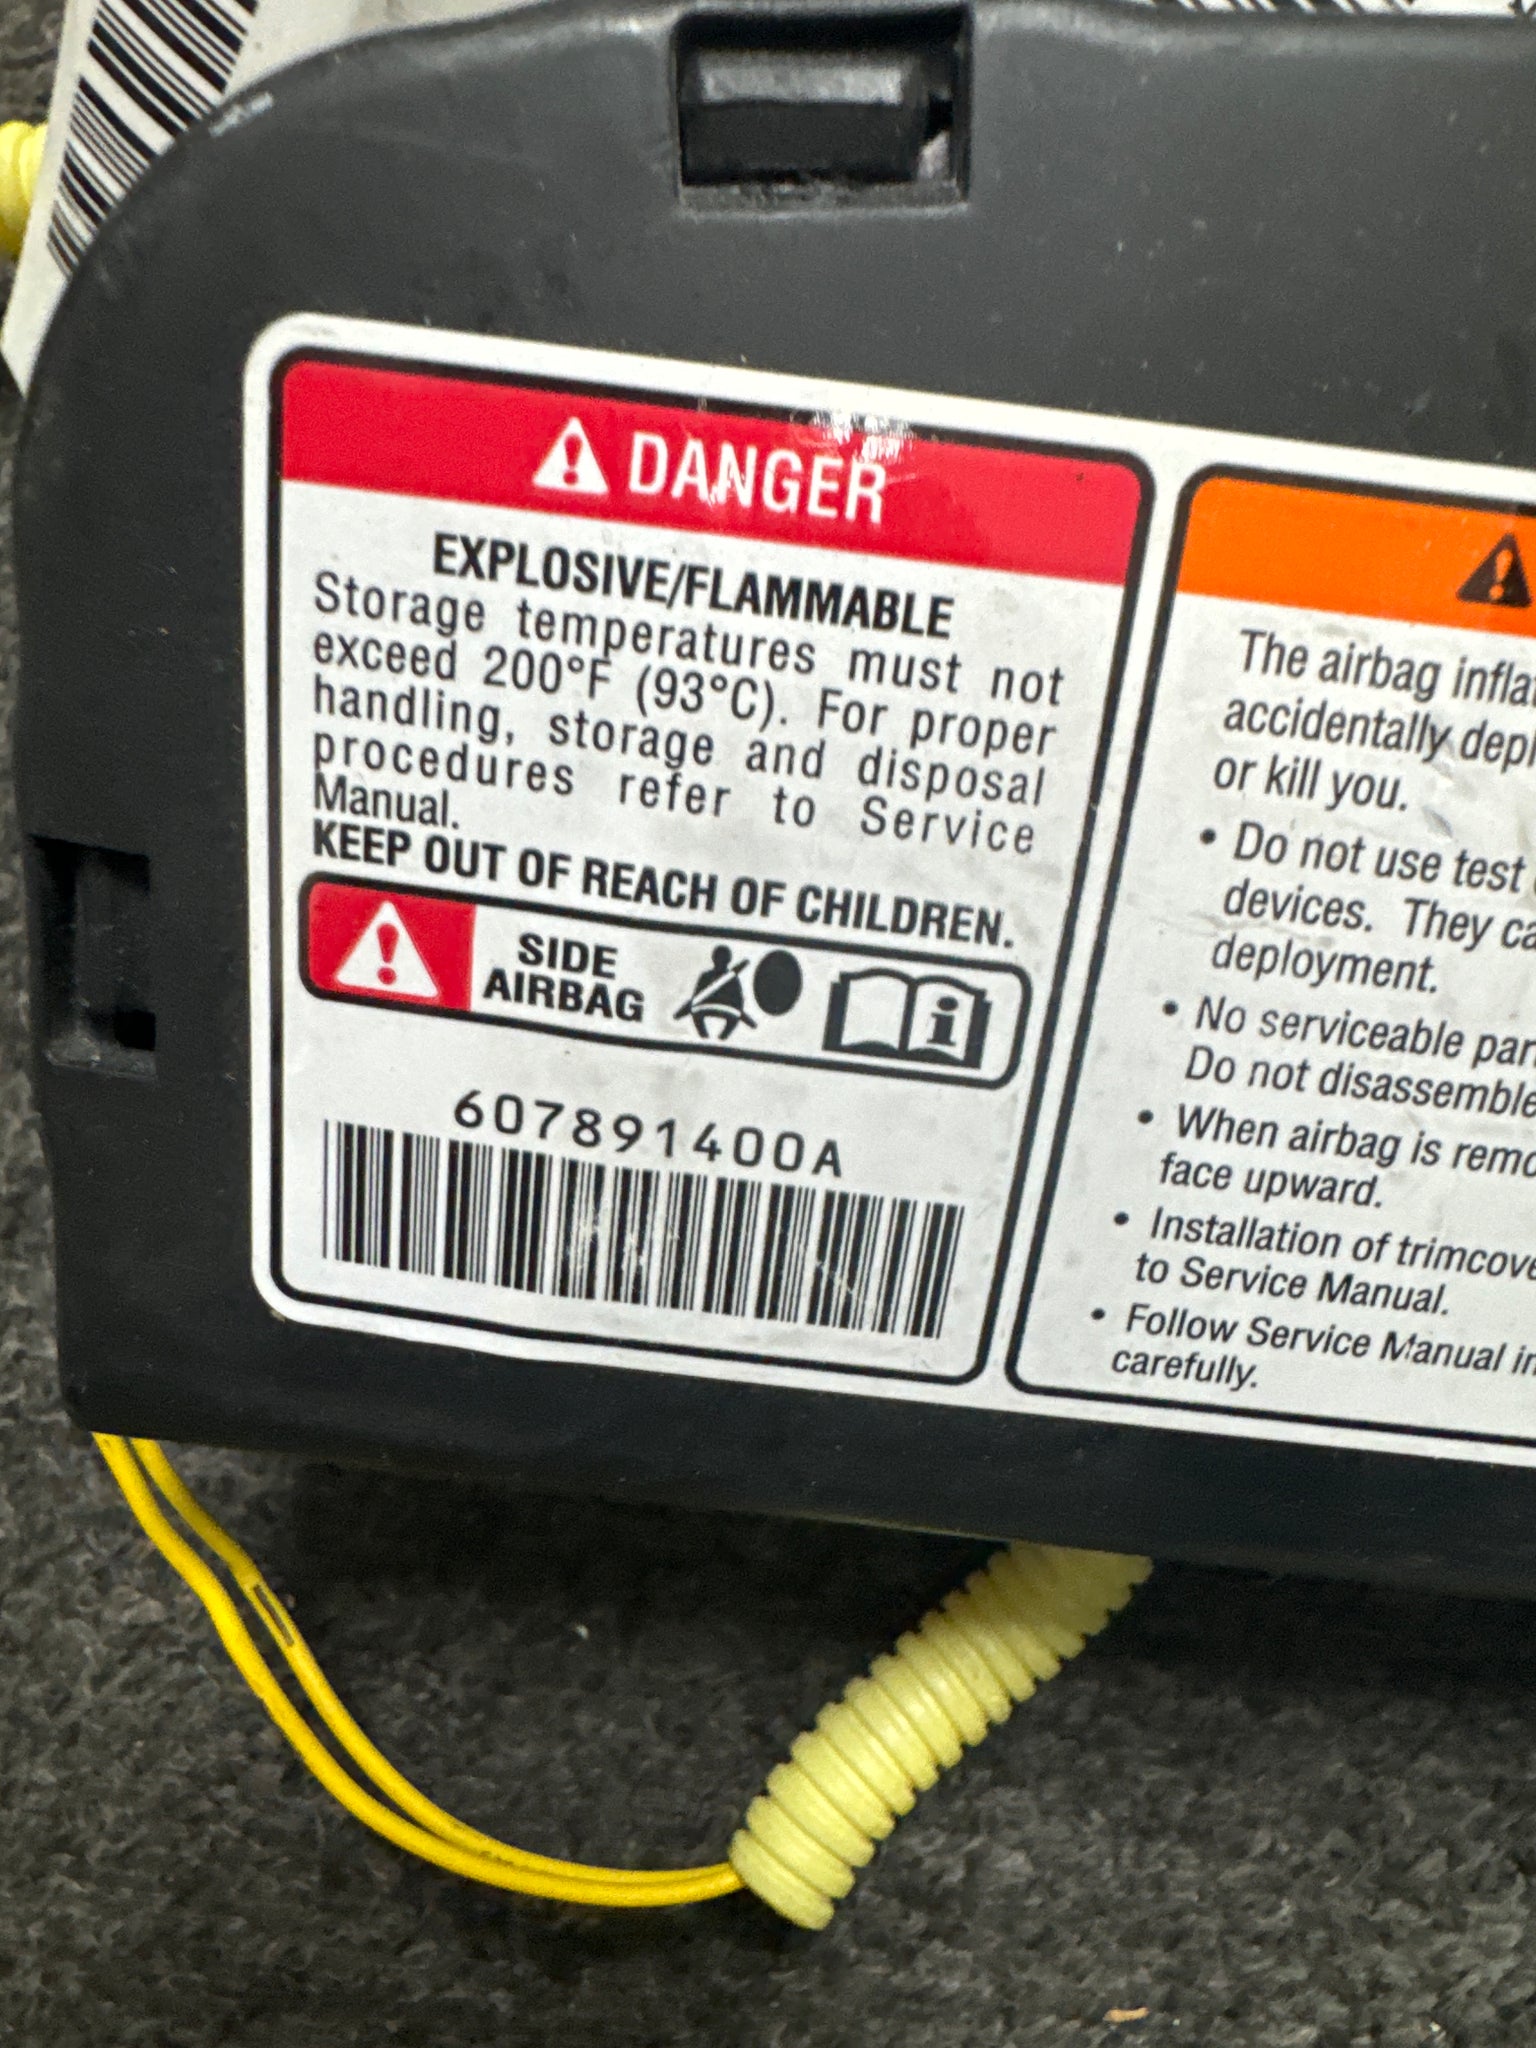 DANGER
EXPLOSIVE/FLAMMABLE
Storage temperatures must not
exceed 200°F (93°C). For proper
handling, storage and disposal
procedures refer to Service
Manual.
KEEP OUT OF REACH OF CHILDREN.
SIDE
AIRBAG
607891400A
The airbag
accidentally
or kill you.
• Do not use test
devices. They
deployment.
• No serviceable
Do not disassemble
• When airbag is
face upward.
• Installation of
to Service Manual.
• Follow Service Manual
carefully.